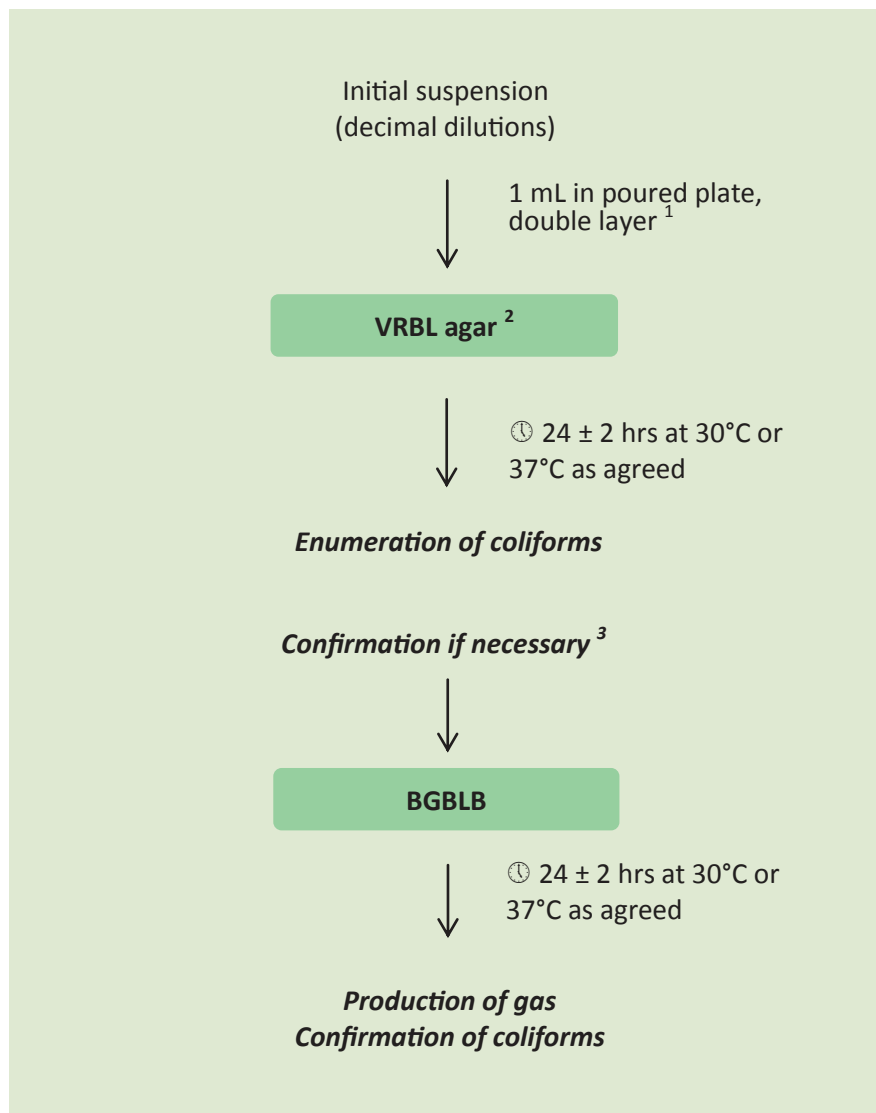 Initial suspension
(decimal dilutions)
1 mL in poured plate,
double layer ¹
VRBL agar ²
24 ± 2 hrs at 30°C or
37°C as agreed
Enumeration of coliforms
Confirmation if necessary ³
BGBLB
24 ± 2 hrs at 30°C or
37°C as agreed
Production of gas
Confirmation of coliforms